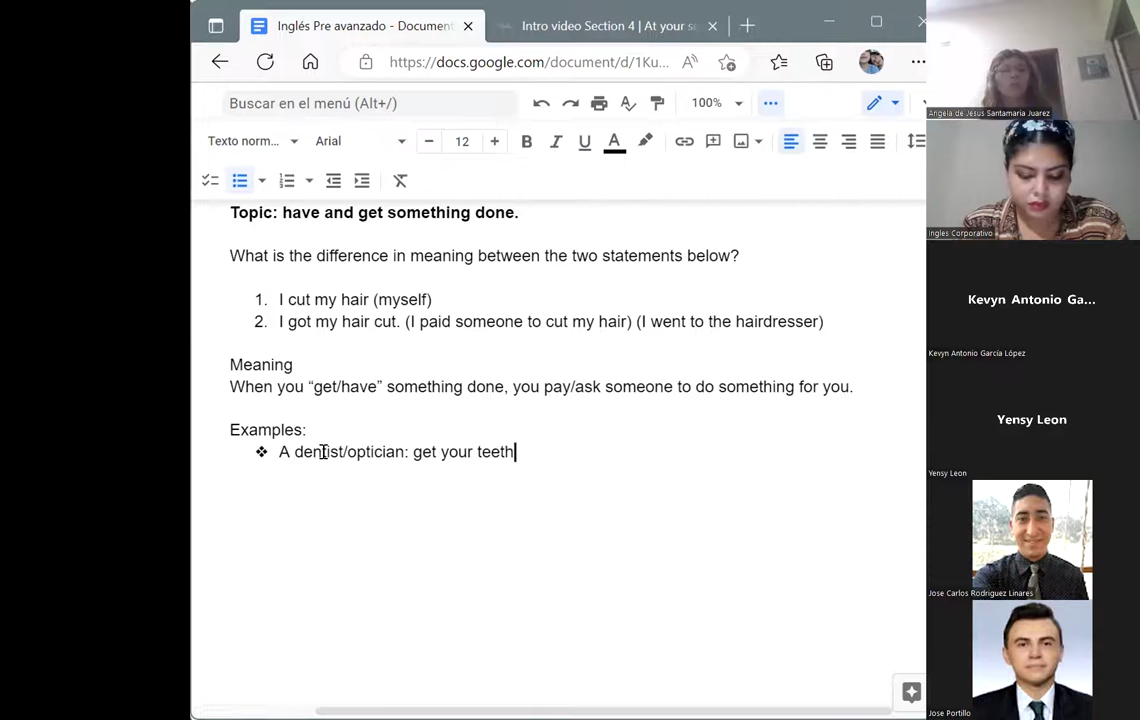 Inglés Pre avanzado - Document
Intro video Section 4 | At your s
https://docs.google.com/document/d/1Ku...
Buscar en el menú (Alt+/)
100%
Texto norm...
Arial
12
Topic: have and get something done.
What is the difference in meaning between the two statements below?
1. I cut my hair (myself)
2. I got my hair cut. (I paid someone to cut my hair) (I went to the hairdresser)
Meaning
When you “get/have” something done, you pay/ask someone to do something for you.
Examples:
❖ A dentist/optician: get your teeth
Angela de Jesus Santamaría Juarez
Ingles Corporativo
Kevyn Antonio Ga...
Kevyn Antonio García López
Yensy Leon
Yensy Leon
Jose Carlos Rodriguez Linares
Jose Portillo